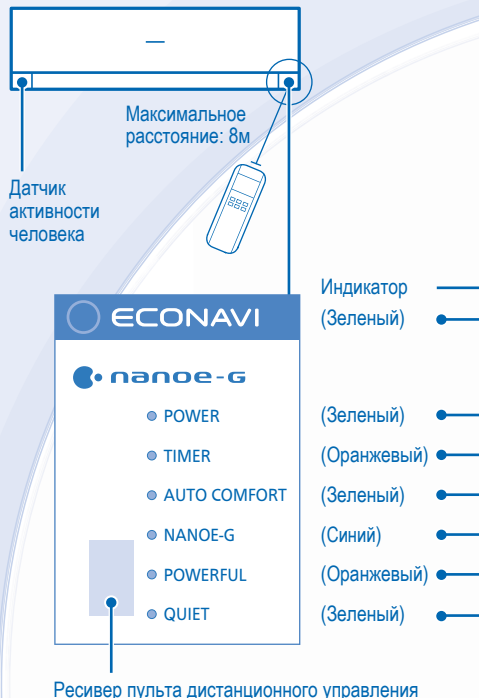 Максимальное
расстояние: 8м
Датчик
активности
человека
Индикатор
ECONAVI (Зеленый)
nanoe-G
POWER (Зеленый)
TIMER (Оранжевый)
AUTO COMFORT (Зеленый)
NANOE-G (Синий)
POWERFUL (Оранжевый)
QUIET (Зеленый)
Ресивер пульта дистанционного управления